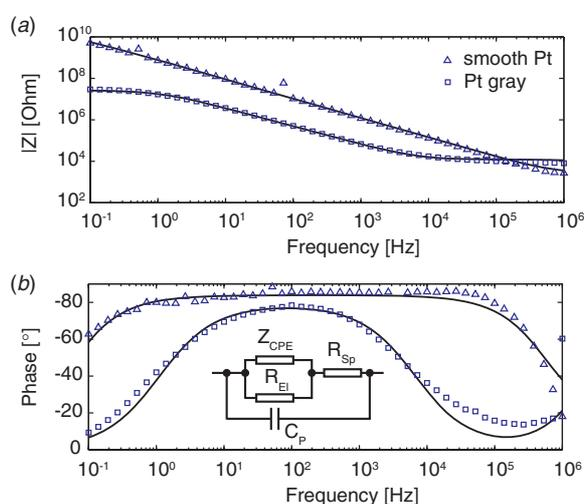 (a)
10^10
10^8
10^6
10^4
10^2
|Z| [Ohm]
smooth Pt
Pt gray
10^-1 10^0 10^1 10^2 10^3 10^4 10^5 10^6
Frequency [Hz]
(b)
-80
-60
-40
-20
0
Phase [°]
Z_CPE
R_El
R_Sp
C_P
10^-1 10^0 10^1 10^2 10^3 10^4 10^5 10^6
Frequency [Hz]